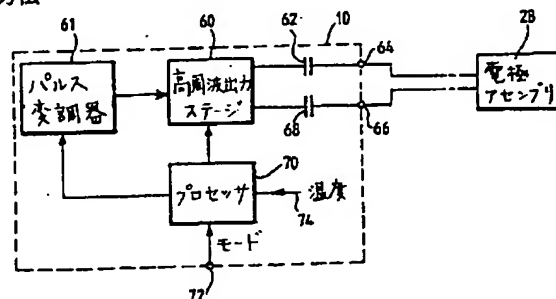 方法
61
60
62
10
64
28
パルス
変調器
高周波出力
ステージ
電極
アセンブリ
68
66
70
プロセッサ
温度
74
モード
72